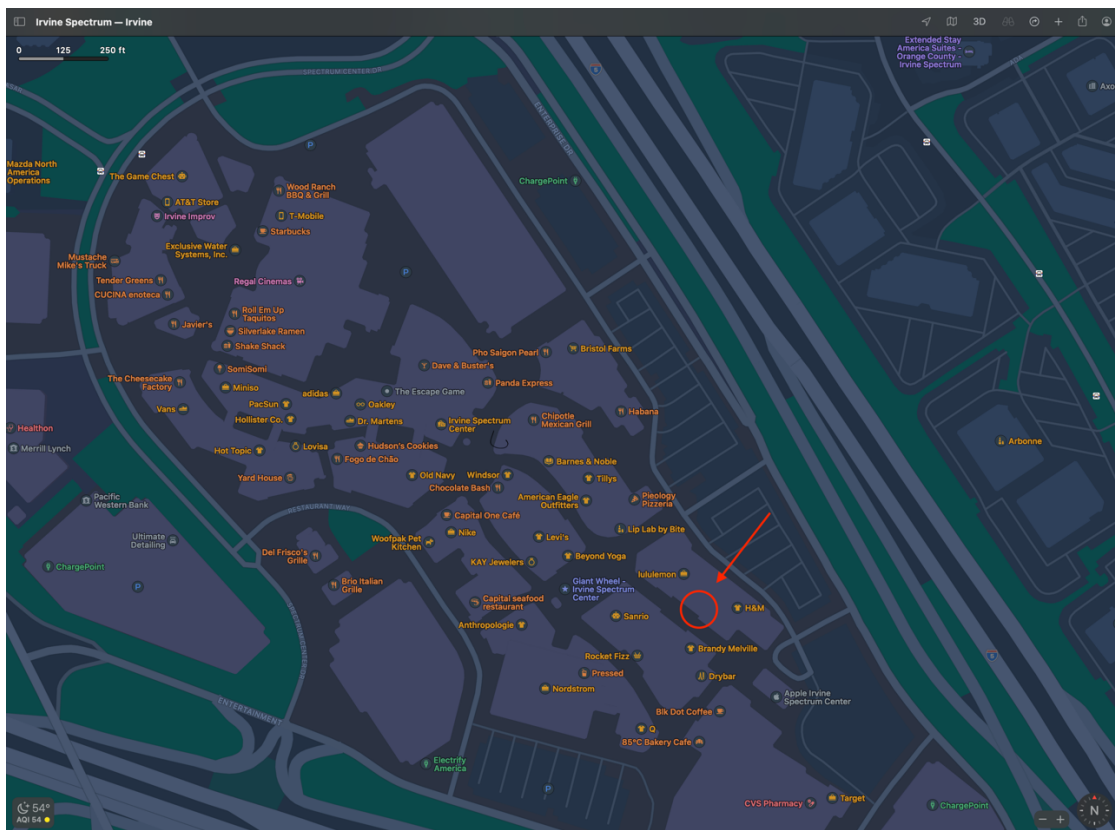 Irvine Spectrum — Irvine
3D
0 125 250 ft
SPECTRUM CENTER DR
ENTERPRISE DR
5
Extended Stay
America Suites -
Orange County -
Irvine Spectrum
ADA
Axo
Mazda North
America
Operations
The Game Chest
P
ChargePoint
Wood Ranch
BBQ & Grill
AT&T Store
Irvine Improv
T-Mobile
Starbucks
Exclusive Water
Systems, Inc.
Mustache
Mike's Truck
P
Tender Greens
Regal Cinemas
CUCINA enoteca
Roll Em Up
Taquitos
Javier's
Silverlake Ramen
Shake Shack
Pho Saigon Pearl
Bristol Farms
SomiSomi
Dave & Buster's
The Cheesecake
Factory
Miniso
Panda Express
adidas
The Escape Game
PacSun
Oakley
Vans
Hollister Co.
Dr. Martens
Irvine Spectrum
Center
Chipotle
Mexican Grill
Habana
Healthon
Merrill Lynch
Hot Topic
Lovisa
Hudson's Cookies
Fogo de Chão
Arbonne
Barnes & Noble
Yard House
Old Navy
Windsor
Tillys
Chocolate Bash
American Eagle
Outfitters
Pieology
Pizzeria
Pacific
Western Bank
RESTAURANT WAY
Capital One Café
Ultimate
Detailing
Woofpak Pet
Kitchen
Nike
Levi's
Lip Lab by Bite
Del Frisco's
Grille
KAY Jewelers
Beyond Yoga
ChargePoint
lululemon
P
Brio Italian
Grille
Giant Wheel -
Irvine Spectrum
Center
Capital seafood
restaurant
H&M
Sanrio
Anthropologie
SPECTRUM CENTER DR
Brandy Melville
Rocket Fizz
5
Pressed
Drybar
Nordstrom
Apple Irvine
Spectrum Center
ENTERTAINMENT
Blk Dot Coffee
Q
85°C Bakery Cafe
Electrify
America
P
54°
AQI 54
CVS Pharmacy
Target
ChargePoint
N